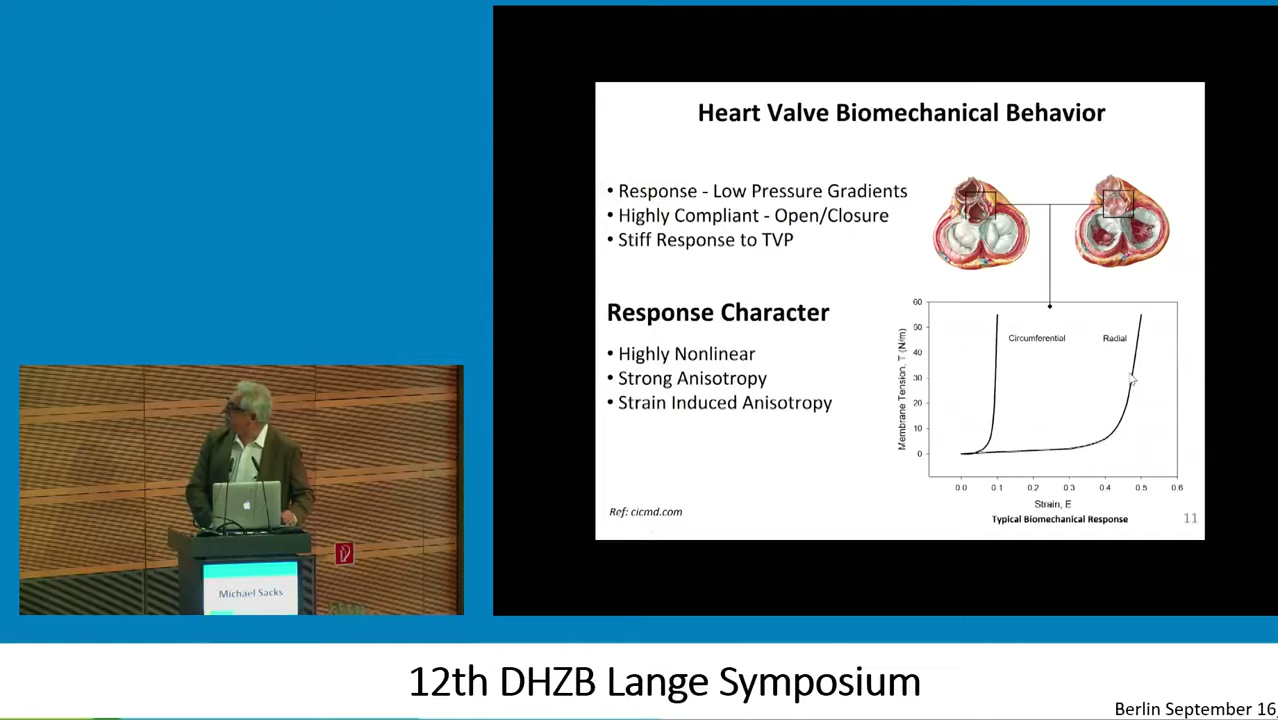 Heart Valve Biomechanical Behavior
• Response - Low Pressure Gradients
• Highly Compliant - Open/Closure
• Stiff Response to TVP
Response Character
• Highly Nonlinear
• Strong Anisotropy
• Strain Induced Anisotropy
Ref: cicmd.com
Membrane Tension, T (N/m)
60
50
40
30
20
10
0
Circumferential
Radial
0.0 0.1 0.2 0.3 0.4 0.5 0.6
Strain, E
Typical Biomechanical Response
11
Michael Sacks
12th DHZB Lange Symposium
Berlin September 16,